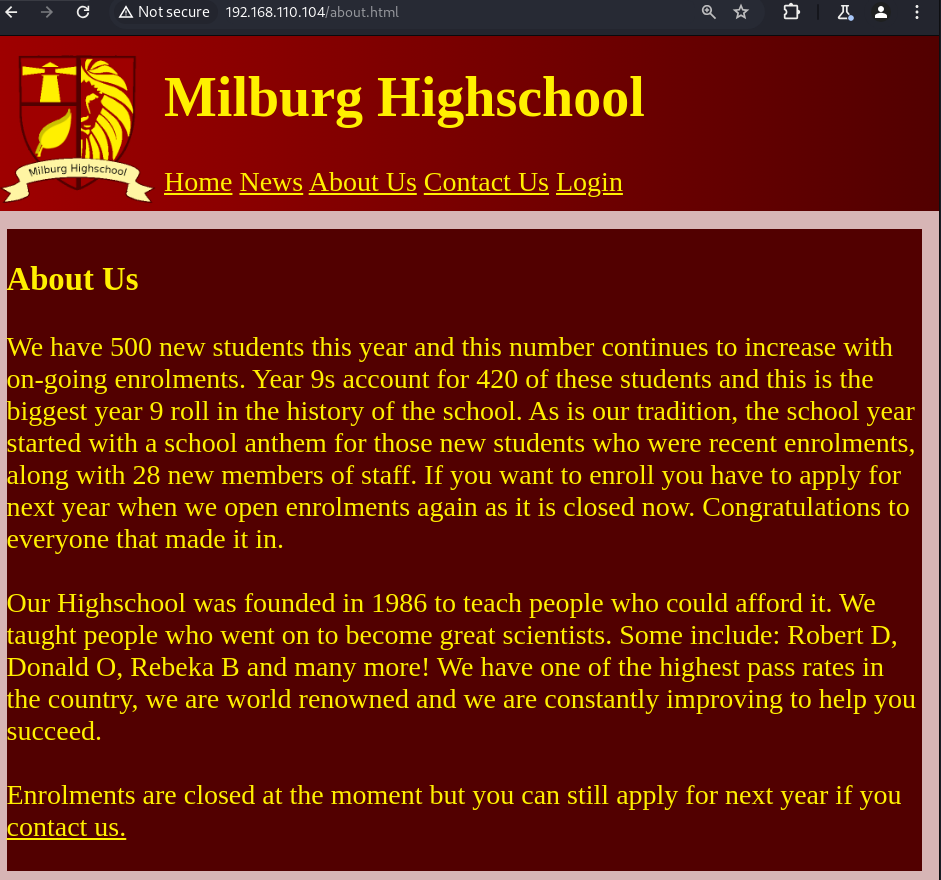 Not secure 192.168.110.104/about.html
Milburg Highschool
Milburg Highschool
Home News About Us Contact Us Login
About Us
We have 500 new students this year and this number continues to increase with
on-going enrolments. Year 9s account for 420 of these students and this is the
biggest year 9 roll in the history of the school. As is our tradition, the school year
started with a school anthem for those new students who were recent enrolments,
along with 28 new members of staff. If you want to enroll you have to apply for
next year when we open enrolments again as it is closed now. Congratulations to
everyone that made it in.
Our Highschool was founded in 1986 to teach people who could afford it. We
taught people who went on to become great scientists. Some include: Robert D,
Donald O, Rebeka B and many more! We have one of the highest pass rates in
the country, we are world renowned and we are constantly improving to help you
succeed.
Enrolments are closed at the moment but you can still apply for next year if you
contact us.